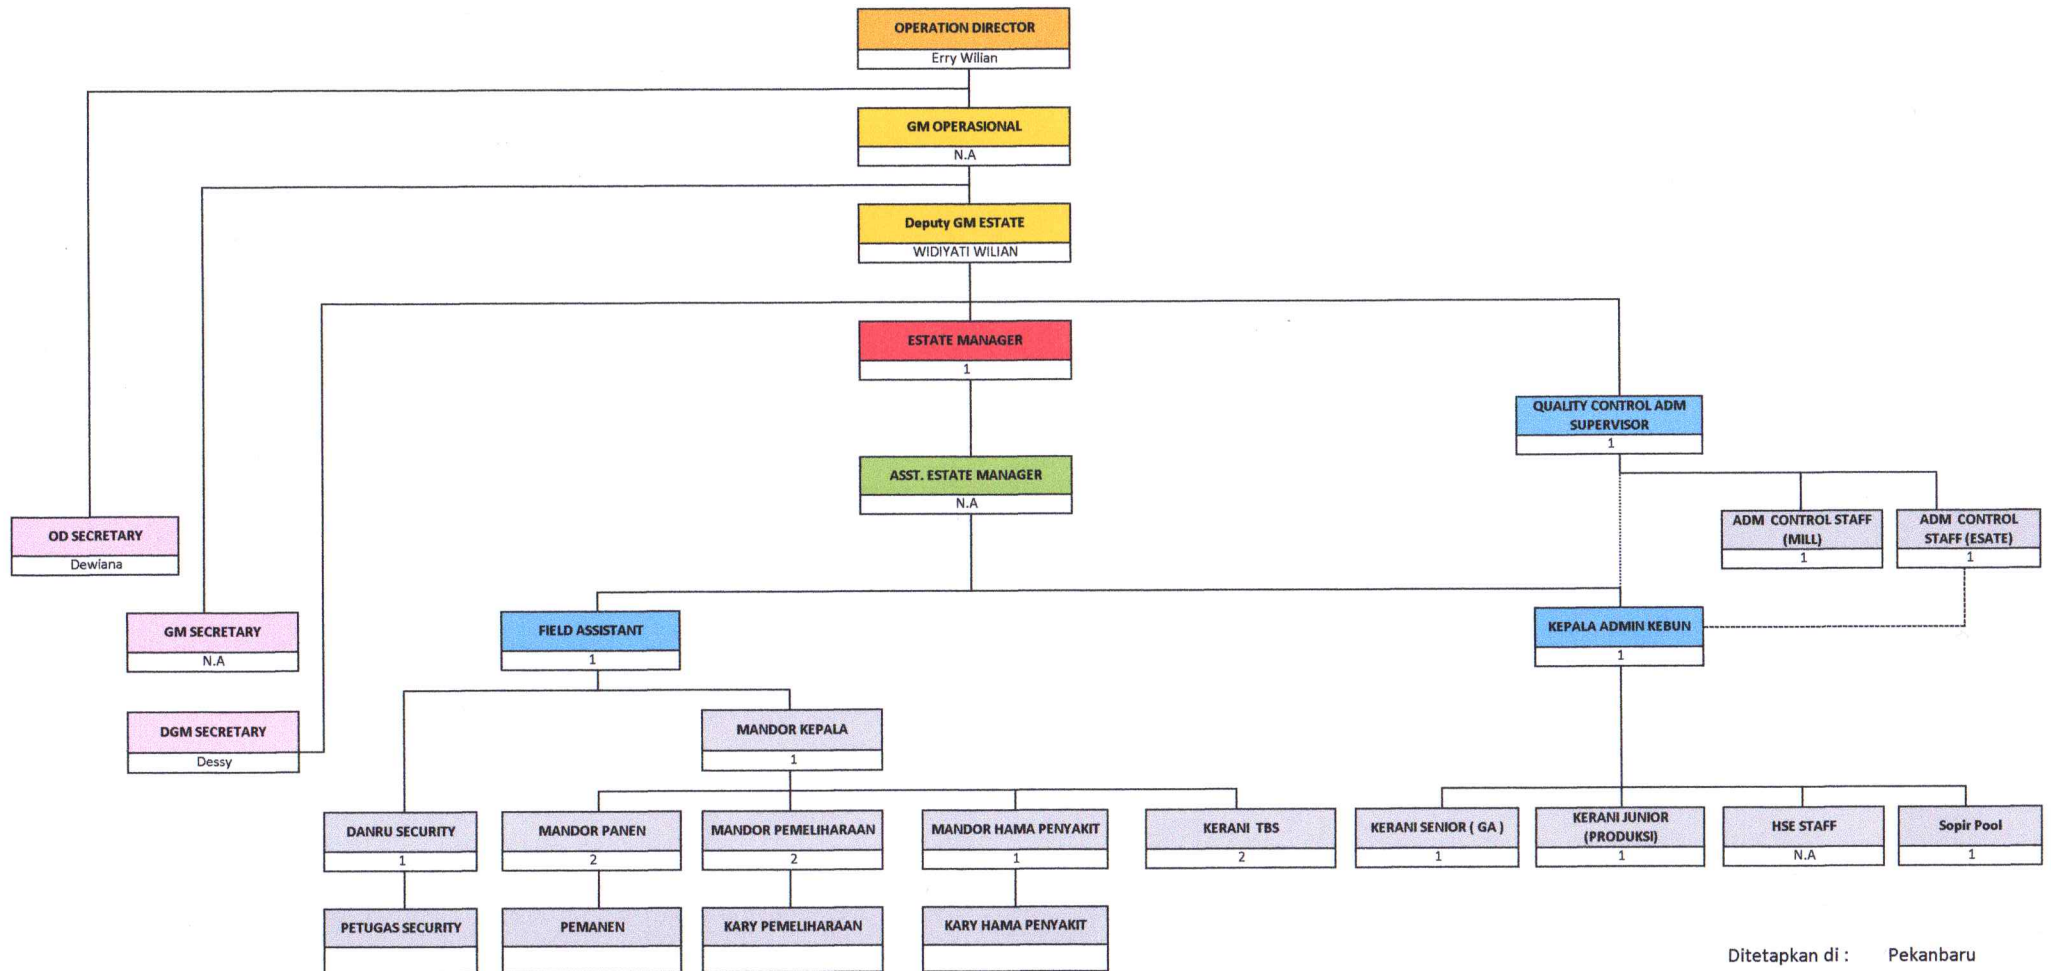 OPERATION DIRECTOR
Erry Wilian
GM OPERASIONAL
N.A
Deputy GM ESTATE
WIDIYATI WILIAN
ESTATE MANAGER
1
QUALITY CONTROL ADM
SUPERVISOR
1
ASST. ESTATE MANAGER
N.A
OD SECRETARY
Dewiana
ADM CONTROL STAFF
(MILL)
1
ADM CONTROL
STAFF (ESATE)
1
GM SECRETARY
N.A
FIELD ASSISTANT
1
KEPALA ADMIN KEBUN
1
DGM SECRETARY
Dessy
MANDOR KEPALA
1
DANRU SECURITY
1
MANDOR PANEN
2
MANDOR PEMELIHARAAN
2
MANDOR HAMA PENYAKIT
1
KERANI TBS
2
KERANI SENIOR ( GA )
1
KERANI JUNIOR
(PRODUKSI)
1
HSE STAFF
N.A
Sopir Pool
1
PETUGAS SECURITY
PEMANEN
KARY PEMELIHARAAN
KARY HAMA PENYAKIT
Ditetapkan di : Pekanbaru